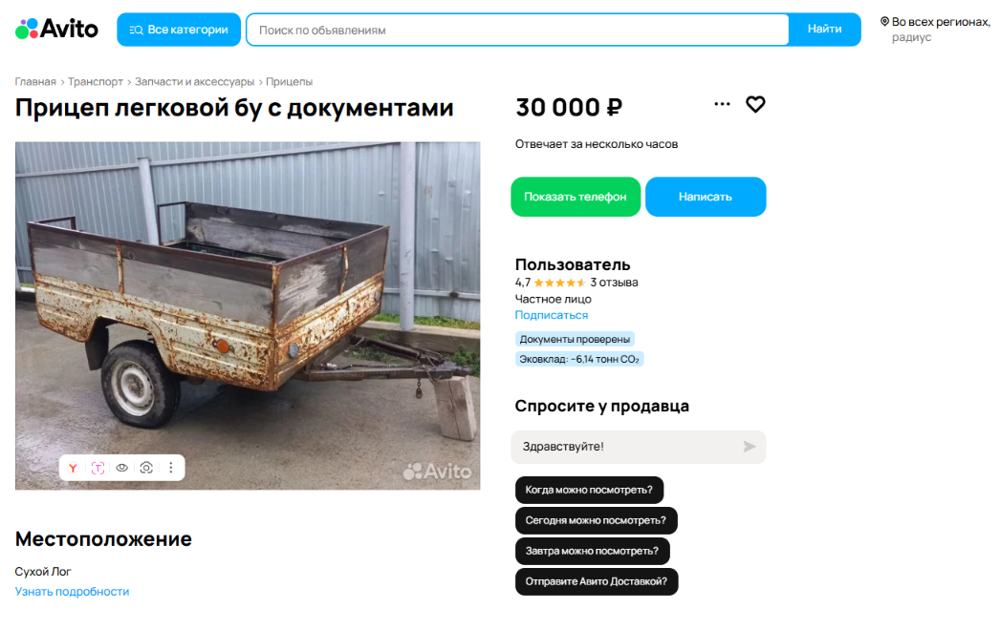 Avito
Все категории
Поиск по объявлениям
Найти
Во всех регионах,
радиус
Главная > Транспорт > Запчасти и аксессуары > Прицепы
Прицеп легковой бу с документами
30 000 ₽
Отвечает за несколько часов
Показать телефон
Написать
Пользователь
4,7 3 отзыва
Частное лицо
Подписаться
Документы проверены
Эковклад: −6,14 тонн CO₂
Спросите у продавца
Здравствуйте!
Когда можно посмотреть?
Сегодня можно посмотреть?
Завтра можно посмотреть?
Отправите Авито Доставкой?
Avito
Местоположение
Сухой Лог
Узнать подробности